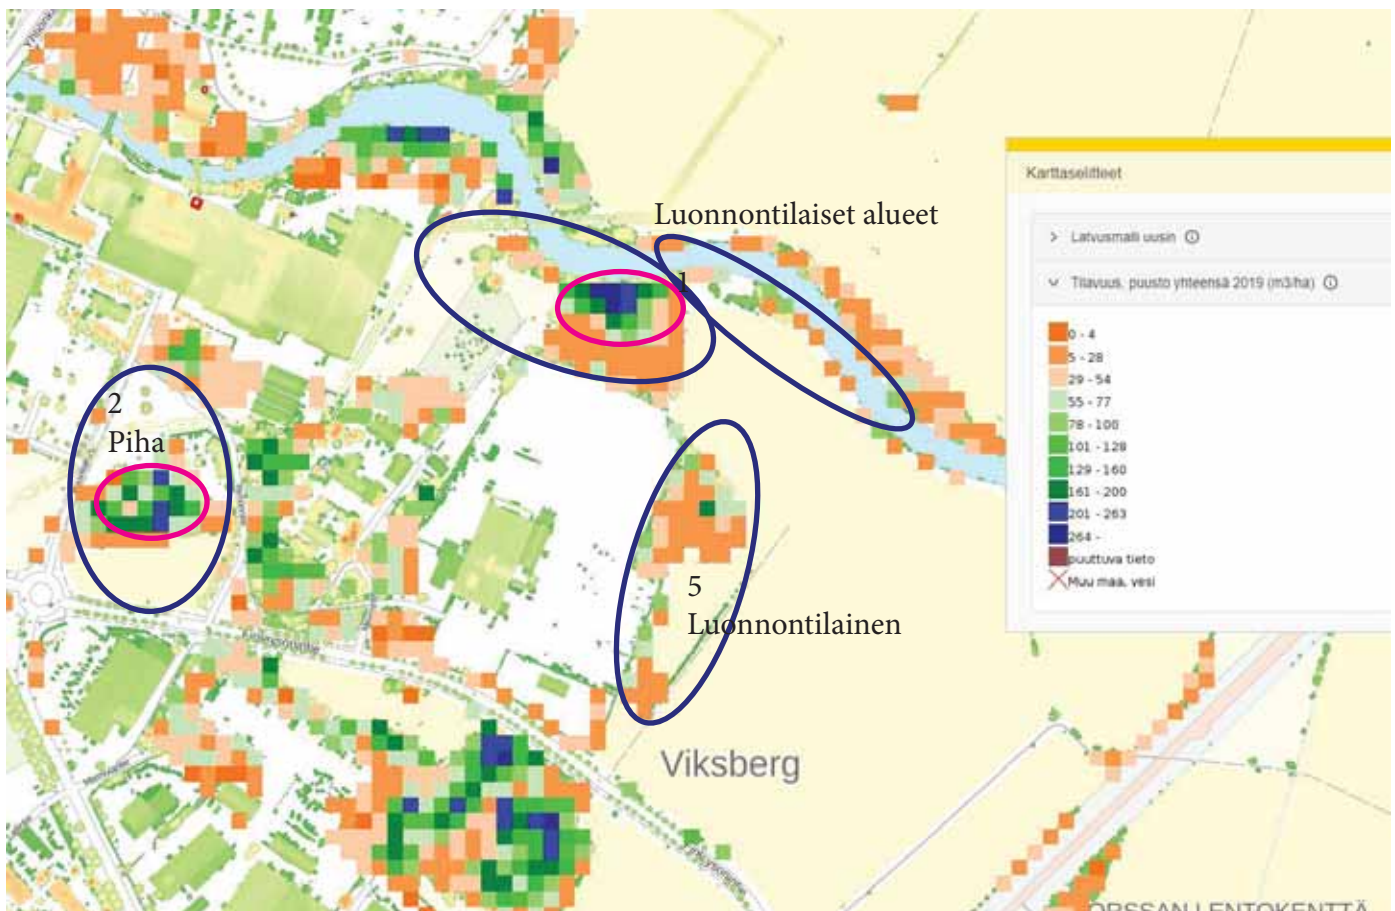 Luonnontilaiset alueet
1
2
Piha
5
Luonnontilainen
Viksberg
Karttaselitteet
Latvusmalli uusin
Tilavuus, puusto yhteensä 2019 (m3/ha)
0 - 4
5 - 28
29 - 54
55 - 77
78 - 100
101 - 128
129 - 160
161 - 200
201 - 263
264 -
puuttuva tieto
Muu maa, vesi
ORSSAN LENTOKENTTÄ